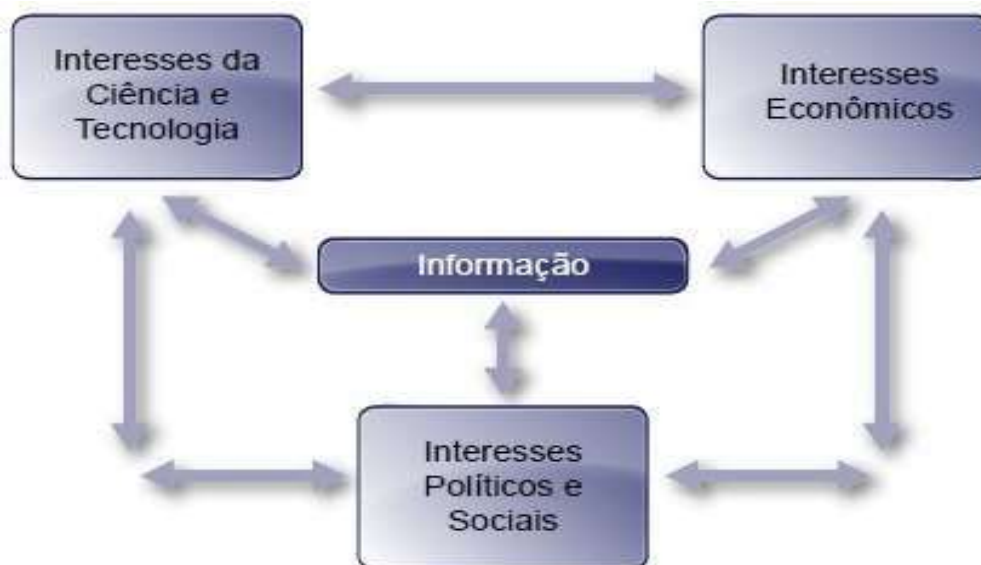 Interesses da
Ciência e
Tecnologia
Interesses
Econômicos
Informação
Interesses
Políticos e
Sociais